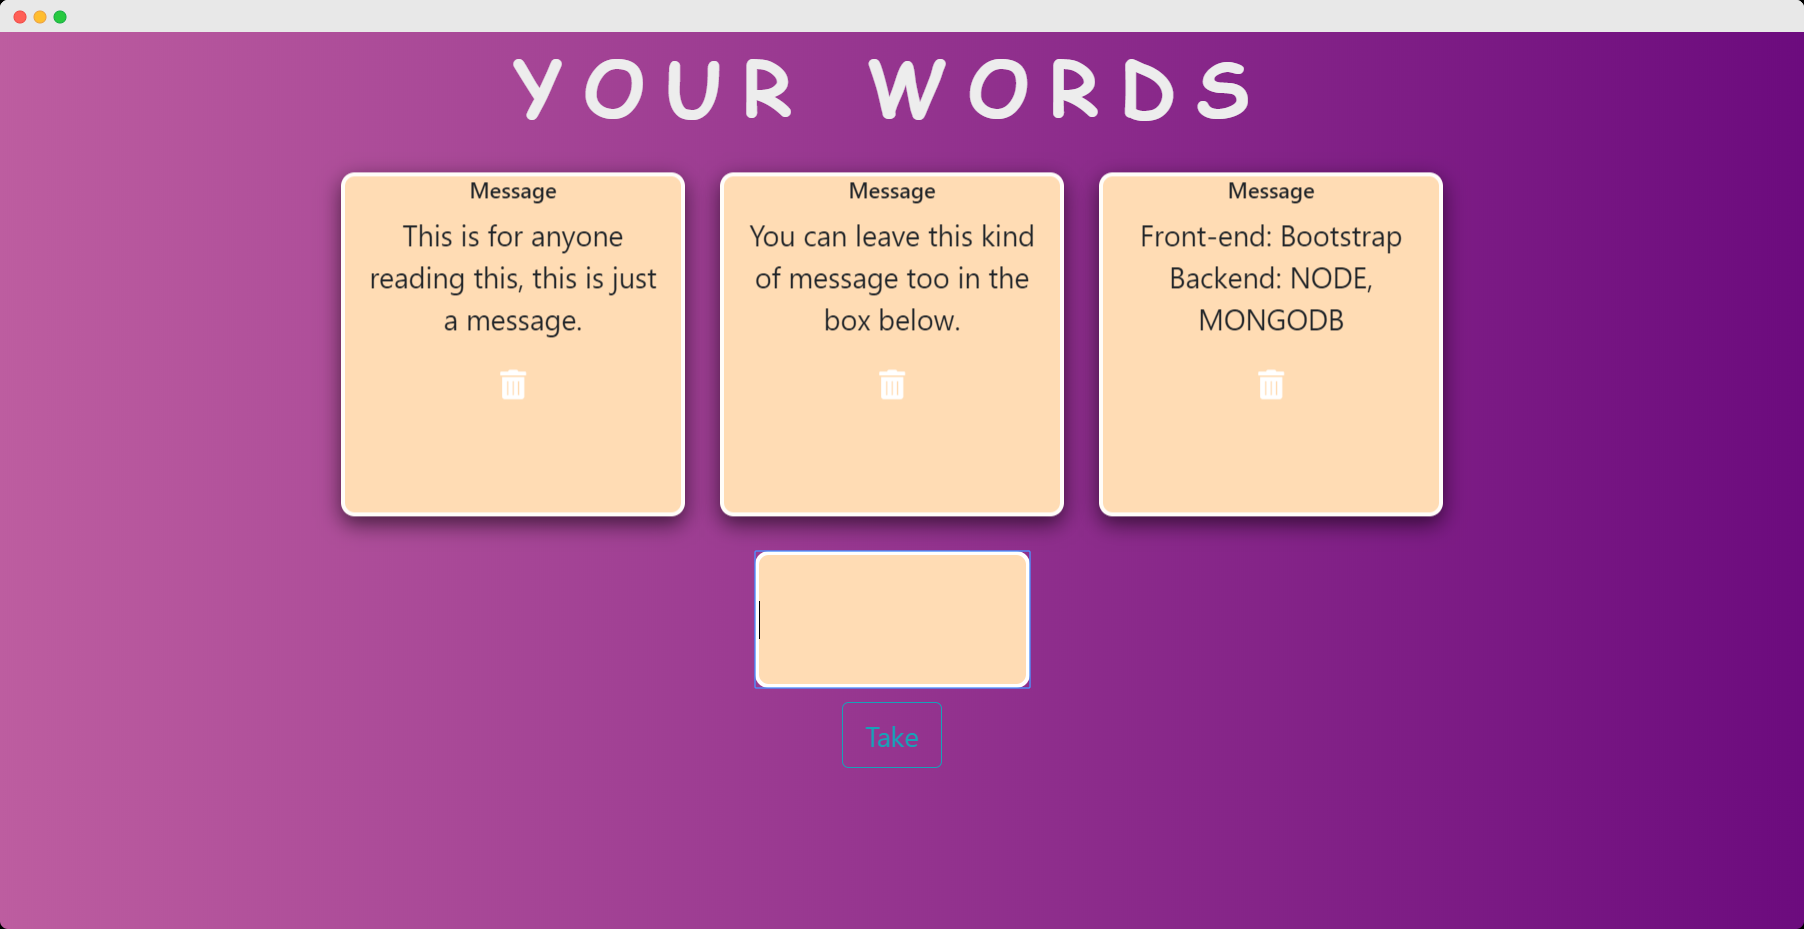 YOUR WORDS
Message
This is for anyone
reading this, this is just
a message.
Message
You can leave this kind
of message too in the
box below.
Message
Front-end: Bootstrap
Backend: NODE,
MONGODB
Take